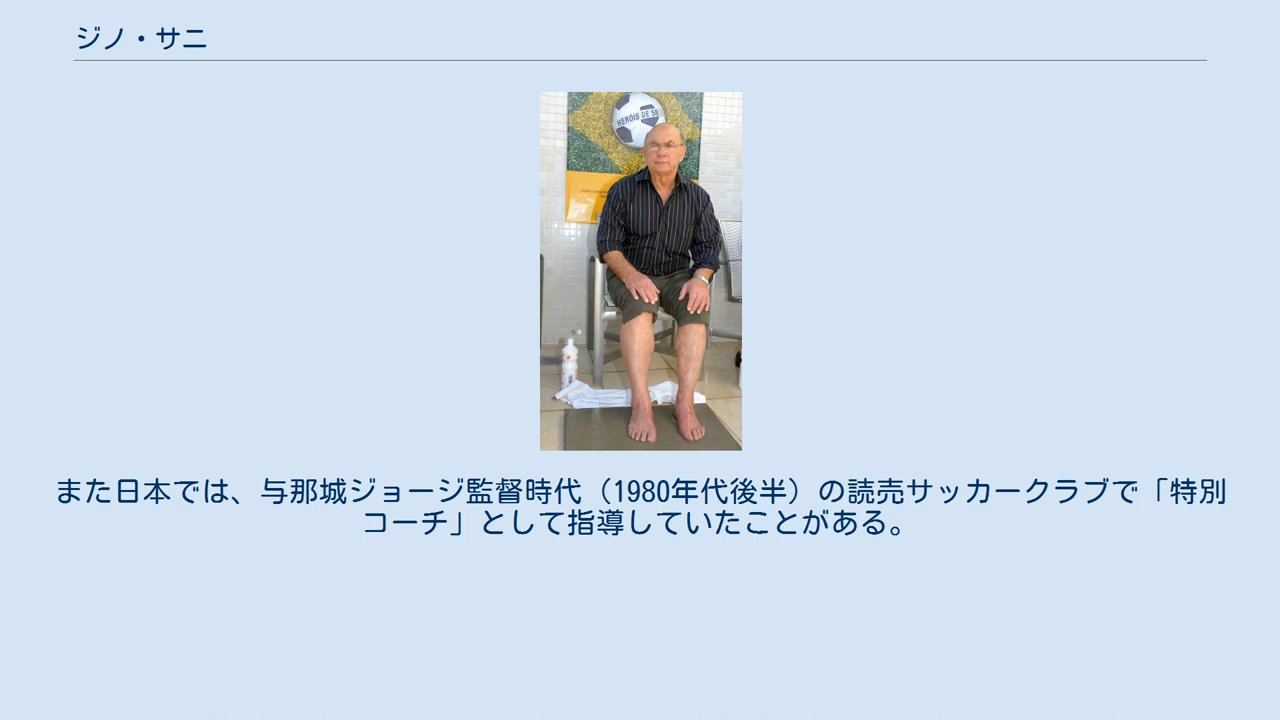 ジノ・サニ
HERÓIS DE 58
また日本では、与那城ジョージ監督時代（1980年代後半）の読売サッカークラブで「特別
コーチ」として指導していたことがある。